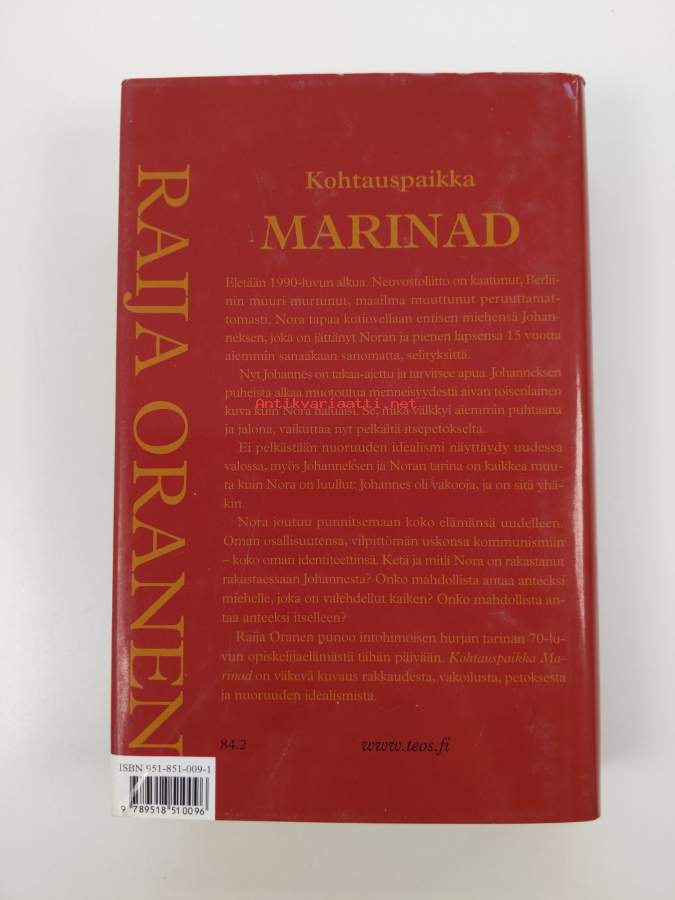 RAIJA ORANEN
Kohtauspaikka
MARINAD
Eletään 1990-luvun alkua. Neuvostoliitto on kaatunut, Berlii-
nin muuri murtunut, maailma muuttunut peruuttamat-
tomasti. Nora tapaa kotiovellaan entisen miehensä Johan-
neksen, joka on jättänyt Noran ja pienen lapsensa 15 vuotta
aiemmin sanaakaan sanomatta, selityksittä.
Nyt Johannes on takaa-ajettu ja tarvitsee apua. Johanneksen
puheista alkaa muotoutua menneisyydestä aivan toisenlainen
Antikvariaatti.net
kuva kuin Nora haluaisi. Se, mikä välkkyi aiemmin puhtaana
ja jalona, vaikuttaa nyt pelkältä itsepetokselta.
Ei pelkästään nuoruuden idealismi näyttäydy uudessa
valossa, myös Johanneksen ja Noran tarina on kaikkea muu-
ta kuin Nora on luullut: Johannes oli vakooja, ja on sitä yhä-
kin.
Nora joutuu punnitsemaan koko elämänsä uudelleen.
Oman osallisuutensa, vilpittömän uskonsa kommunismiin
– koko oman identiteettinsä. Ketä ja mitä Nora on rakastanut
rakastaessaan Johannesta? Onko mahdollista antaa anteeksi
miehelle, joka on valehdellut kaiken? Onko mahdollista an-
taa anteeksi itselleen?
Raija Oranen punoo intohimoisen hurjan tarinan 70-lu-
vun opiskelijaelämästä tähän päivään. Kohtauspaikka Ma-
rinad on väkevä kuvaus rakkaudesta, vakoilusta, petoksesta
ja nuoruuden idealismista.
84.2
www.teos.fi
ISBN 951-851-009-1
9 789518 510096